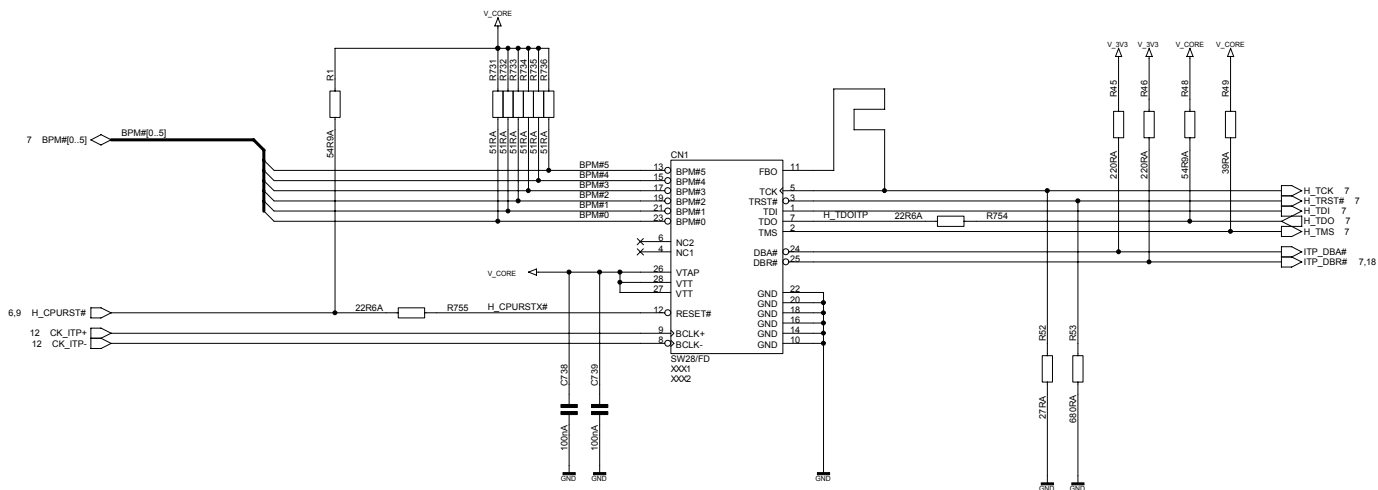 V_CORE
R1
54R9A
R731
R732
R733
R734
R735
R736
51RA
51RA
51RA
51RA
51RA
51RA
7 BPM#[0..5]
BPM#[0..5]
BPM#5
BPM#4
BPM#3
BPM#2
BPM#1
BPM#0
CN1
13 BPM#5
15 BPM#4
17 BPM#3
19 BPM#2
21 BPM#1
23 BPM#0
6 NC2
4 NC1
V_CORE
26 VTAP
28 VTT
27 VTT
6,9 H_CPURST#
22R6A
R755
H_CPURSTX#
12 RESET#
12 CK_ITP+
9 BCLK+
12 CK_ITP-
8 BCLK-
SW28/FD
XXX1
XXX2
C738
100nA
GND
C739
100nA
GND
FBO 11
TCK 5
TRST# 3
TDI 1
TDO 7
TMS 2
DBA# 24
DBR# 25
GND 22
GND 20
GND 18
GND 16
GND 14
GND 10
GND
H_TDOITP
22R6A
R754
V_3V3
V_3V3
V_CORE
V_CORE
R45
R46
R48
R49
220RA
220RA
54R9A
39RA
H_TCK 7
H_TRST# 7
H_TDI 7
H_TDO 7
H_TMS 7
ITP_DBA#
ITP_DBR# 7,18
R52
R53
27RA
680RA
GND
GND